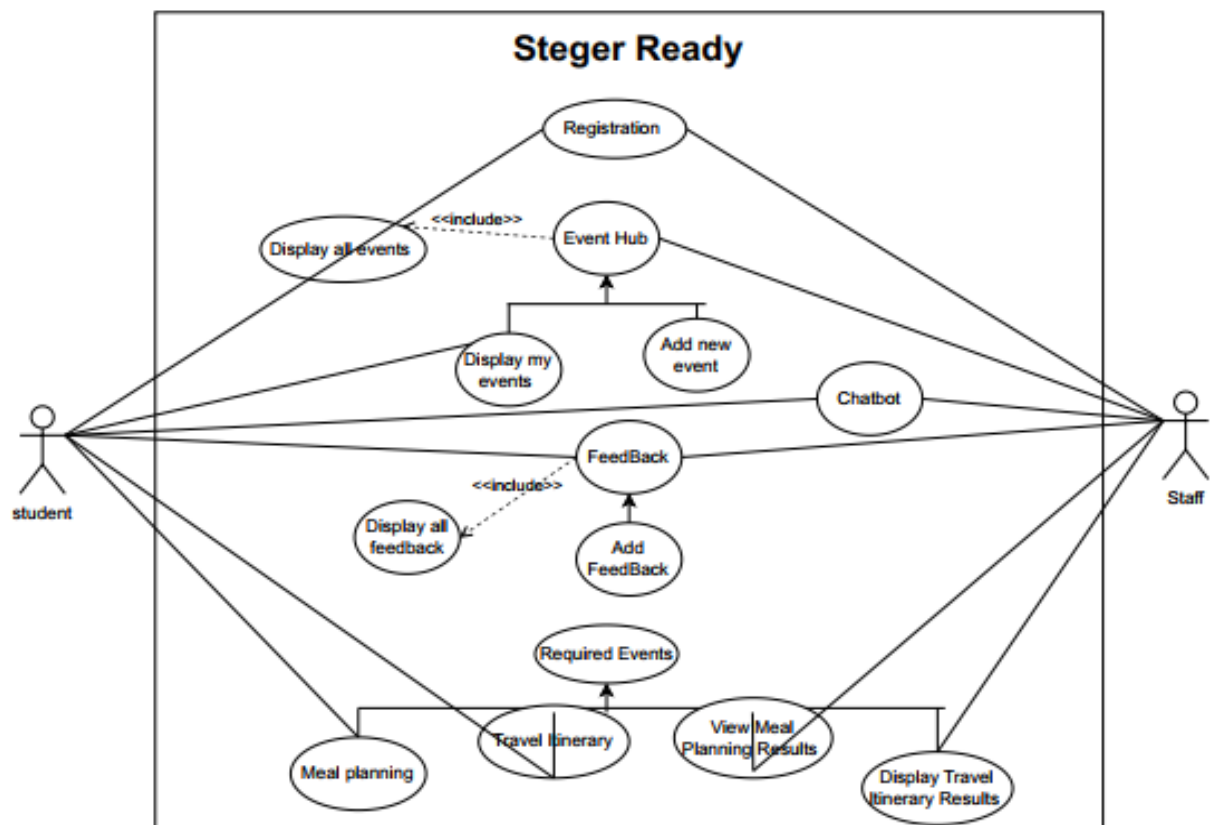 Steger Ready
Registration
<<include>>
Event Hub
Display all events
Add new
event
Display my
events
Chatbot
FeedBack
<<include>>
student
Staff
Display all
feedback
Add
FeedBack
Required Events
Travel Itinerary
View Meal
Planning Results
Meal planning
Display Travel
Itinerary Results